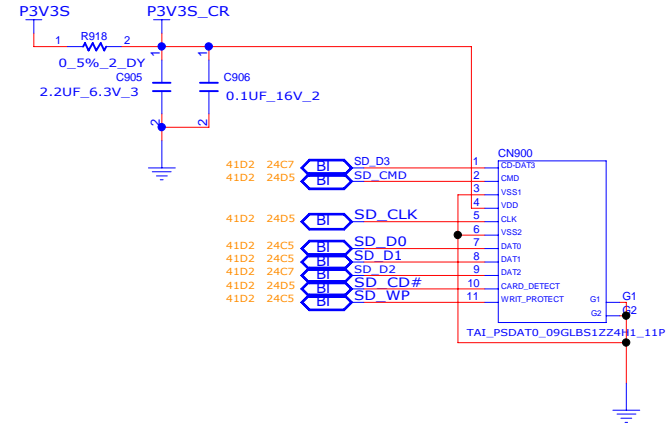 P3V3S P3V3S_CR
1 R918 2
0_5%_2_DY
1 1
C905 C906
2.2UF_6.3V_3 0.1UF_16V_2
2 2
CN900
41D2 24C7 BI SD_D3 1 CD-DAT3
41D2 24D5 BI SD_CMD 2 CMD
3 VSS1
4 VDD
41D2 24D5 BI SD_CLK 5 CLK
6 VSS2
41D2 24C5 BI SD_D0 7 DAT0
41D2 24C5 BI SD_D1 8 DAT1
41D2 24C7 BI SD_D2 9 DAT2
41D2 24D5 BI SD_CD# 10 CARD_DETECT
41D2 24C5 BI SD_WP 11 WRIT_PROTECT G1 G1
G2 G2
TAI_PSDAT0_09GLBS1ZZ4H1_11P